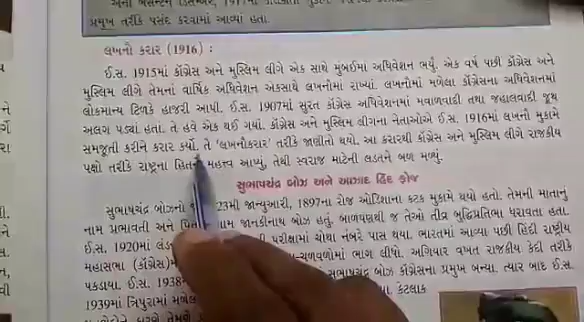 પ્રમુખ તરીકે પસંદ કરવામાં આવ્યાં હતાં.
લખનૌ કરાર (1916) :
ઈ.સ. 1915માં કૉંગ્રેસ અને મુસ્લિમ લીગે એક સાથે મુંબઈમાં અધિવેશન ભર્યું. એક વર્ષ પછી કૉંગ્રેસ અને
મુસ્લિમ લીગે તેમનાં વાર્ષિક અધિવેશન એકસાથે લખનૌમાં રાખ્યાં. લખનૌમાં મળેલા કૉંગ્રેસના અધિવેશનમાં
લોકમાન્ય ટિળકે હાજરી આપી. ઈ.સ. 1907માં સુરત કૉંગ્રેસ અધિવેશનમાં મવાળવાદી તથા જહાલવાદી જૂથ
અલગ પડ્યાં હતાં. તે હવે એક થઈ ગયાં. કૉંગ્રેસ અને મુસ્લિમ લીગના નેતાઓએ ઈ.સ. 1916માં લખનૌ મુકામે
સમજૂતી કરીને કરાર કર્યો. તે 'લખનૌકરાર' તરીકે જાણીતો થયો. આ કરારથી કૉંગ્રેસ અને મુસ્લિમ લીગે રાજકીય
પક્ષો તરીકે રાષ્ટ્રના હિતને મહત્ત્વ આપ્યું, તેથી સ્વરાજ માટેની લડતને બળ મળ્યું.
સુભાષચંદ્ર બોઝ અને આઝાદ હિંદ ફોજ
સુભાષચંદ્ર બોઝનો 23મી જાન્યુઆરી, 1897ના રોજ ઓરિશાના કટક મુકામે થયો હતો. તેમની માતાનું
નામ પ્રભાવતી અને નામ જાનકીનાથ બોઝ હતું. બાળપણથી જ તેઓ તીવ્ર બુદ્ધિપ્રતિભા ધરાવતા હતા.
ઈ.સ. 1920માં પરીક્ષામાં ચોથા નંબરે પાસ થયા. ભારતમાં આવ્યા પછી હિંદી રાષ્ટ્રીય
મહાસભા ચળવળોમાં ભાગ લીધો. અગિયાર વખત રાજકીય કેદી તરીકે
પકડાયા. ઈ.સ. 1938 સુભાષચંદ્ર બોઝ કૉંગ્રેસના પ્રમુખ બન્યા. ત્યાર બાદ ઈ.સ.
1939માં ત્રિપુરામાં કેટલાક